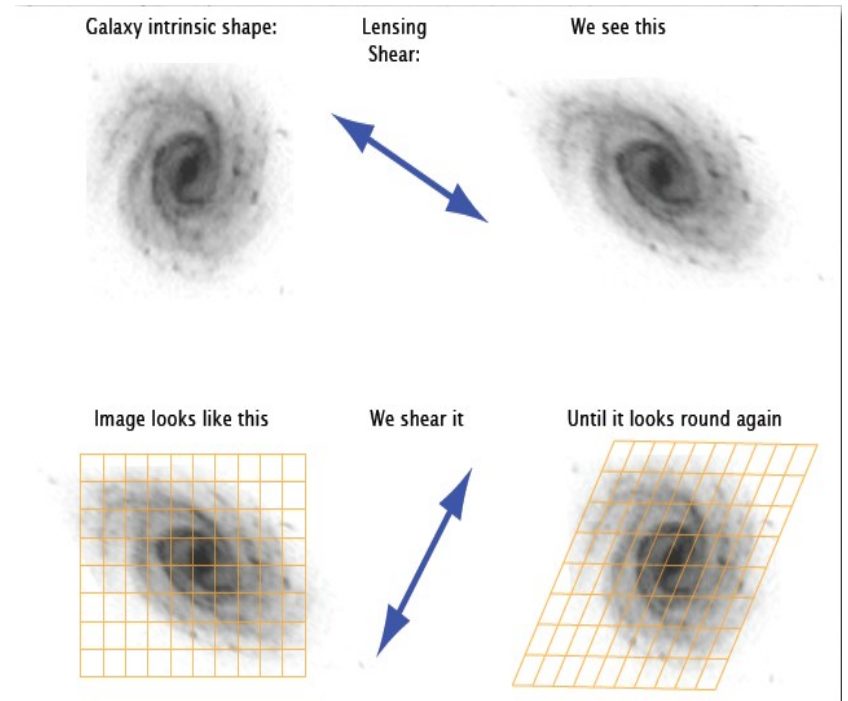 Galaxy intrinsic shape:
Lensing
Shear:
We see this
Image looks like this
We shear it
Until it looks round again